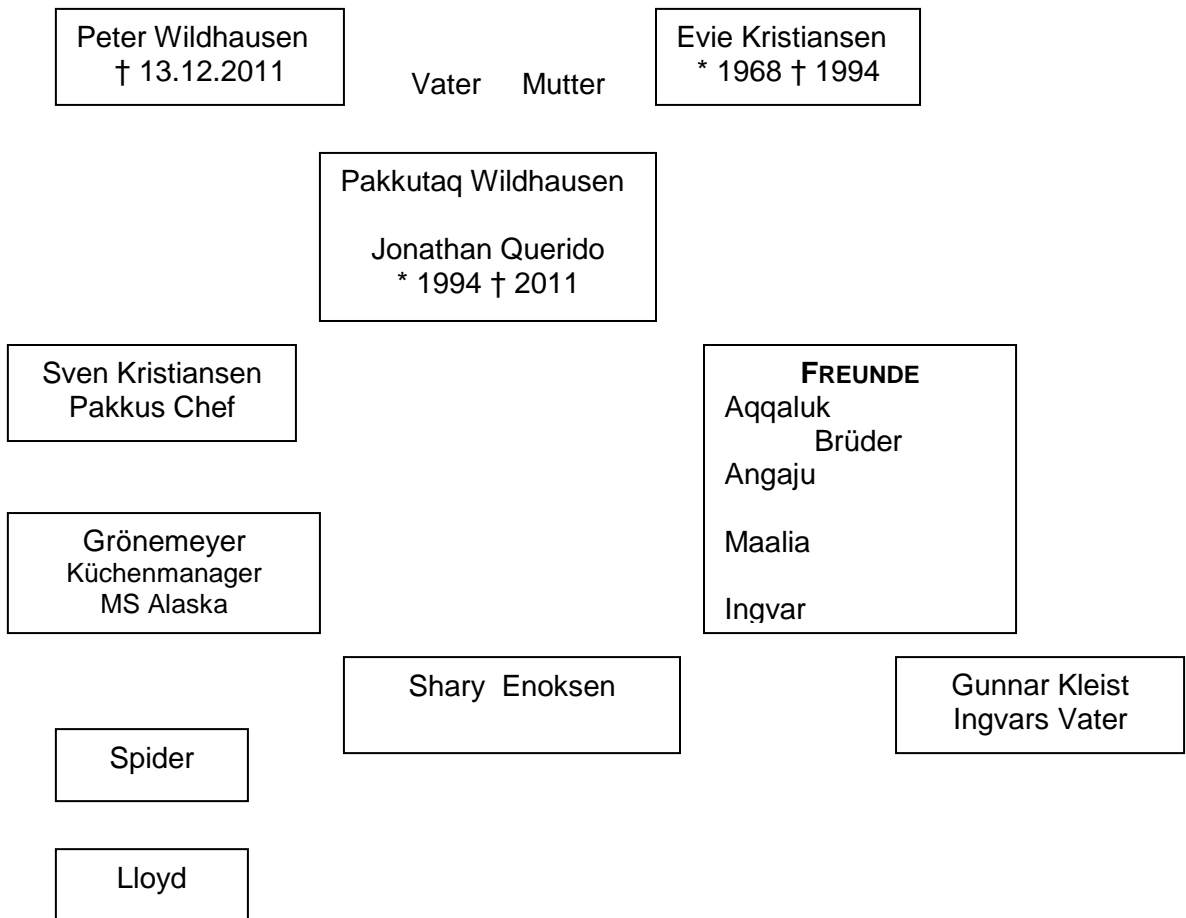 Peter Wildhausen
† 13.12.2011
Vater Mutter
Evie Kristiansen
* 1968 † 1994
Pakkutaq Wildhausen
Jonathan Querido
* 1994 † 2011
Sven Kristiansen
Pakkus Chef
FREUNDE
Aqqaluk
Brüder
Angaju
Maalia
Ingvar
Grönemeyer
Küchenmanager
MS Alaska
Shary Enoksen
Gunnar Kleist
Ingvars Vater
Spider
Lloyd